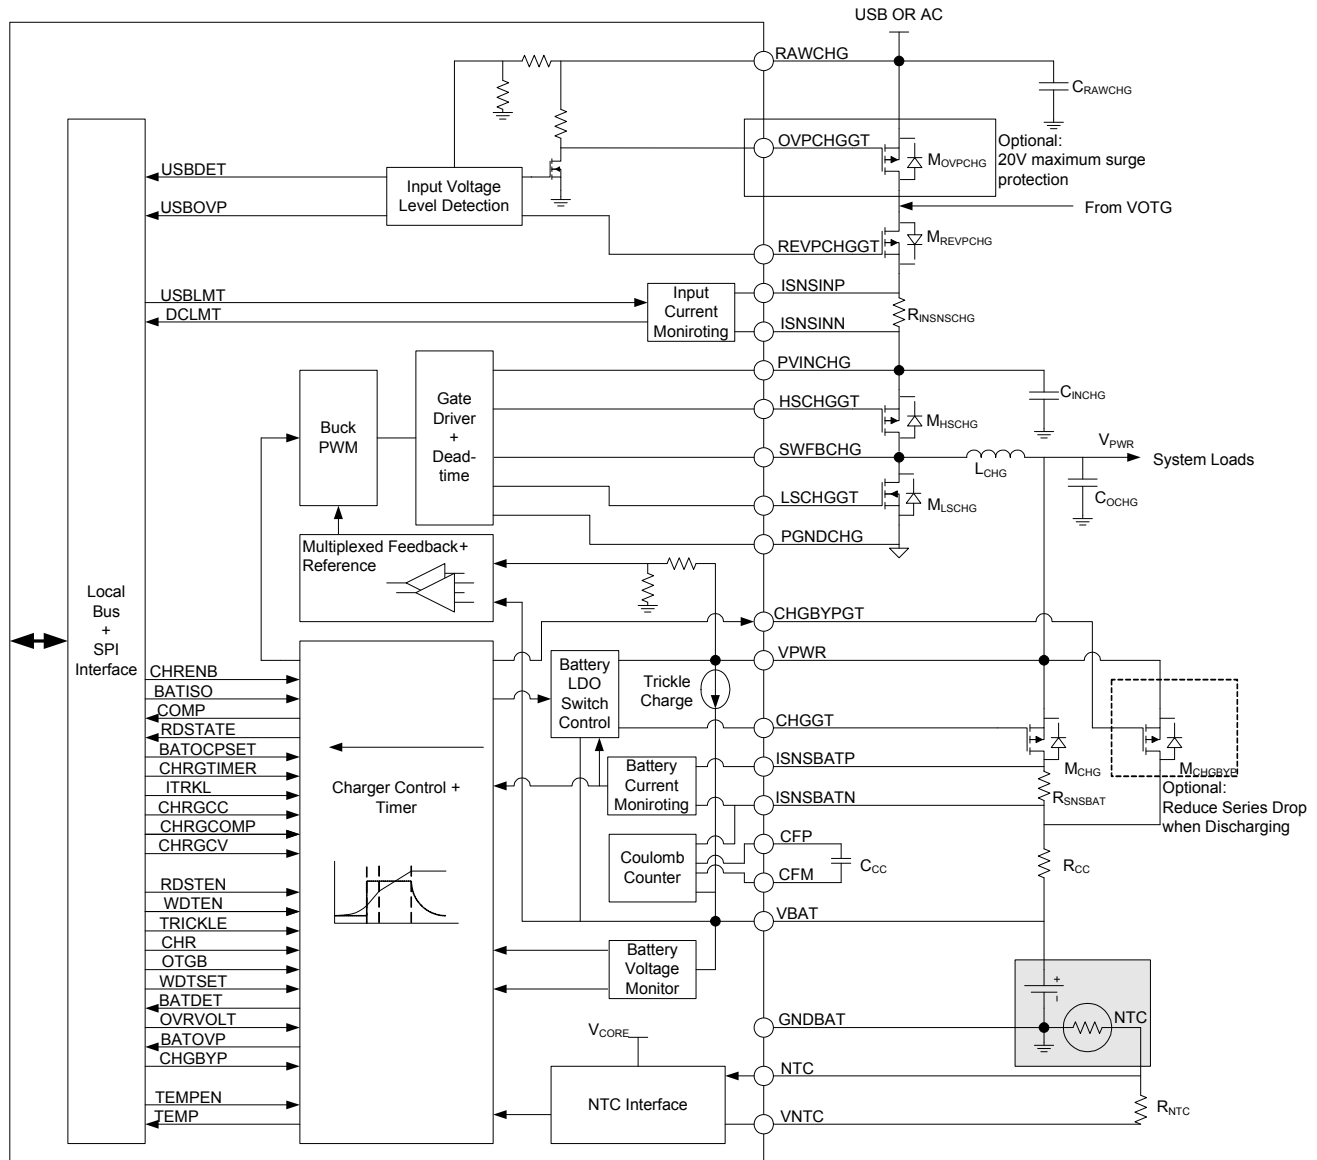 USB OR AC
RAWCHG
CRAWCHG
OVPCHGGT
MOVPCHG
Optional:
20V maximum surge
protection
USBDET
USBOVP
Input Voltage
Level Detection
From VOTG
REVPCHGGT
MREVPCHG
USBLMT
DCLMT
Input
Current
Moniroting
ISNSINP
ISNSINN
RINSNSCHG
PVINCHG
CINCHG
HSCHGGT
MHSCHG
Buck
PWM
Gate
Driver
+
Dead-
time
SWFBCHG
LCHG
VPWR
System Loads
COCHG
LSCHGGT
MLSCHG
PGNDCHG
Multiplexed Feedback+
Reference
Local
Bus
+
SPI
Interface
CHGBYPGT
VPWR
Battery
LDO
Switch
Control
Trickle
Charge
CHGGT
MCHG
MCHGBYP
Optional:
Reduce Series Drop
when Discharging
ISNSBATP
Battery
Current
Moniroting
ISNSBATN
RSNSBAT
CFP
Coulomb
Counter
CCC
CFM
RCC
VBAT
Battery
Voltage
Monitor
Charger Control +
Timer
CHRENB
BATISO
COMP
RDSTATE
BATOCPSET
CHRGTIMER
ITRKL
CHRGCC
CHRGCOMP
CHRGCV
RDSTEN
WDTEN
TRICKLE
CHR
OTGB
WDTSET
BATDET
OVRVOLT
BATOVP
CHGBYP
TEMPEN
TEMP
+
-
GNDBAT
NTC
VCORE
NTC Interface
NTC
VNTC
RNTC